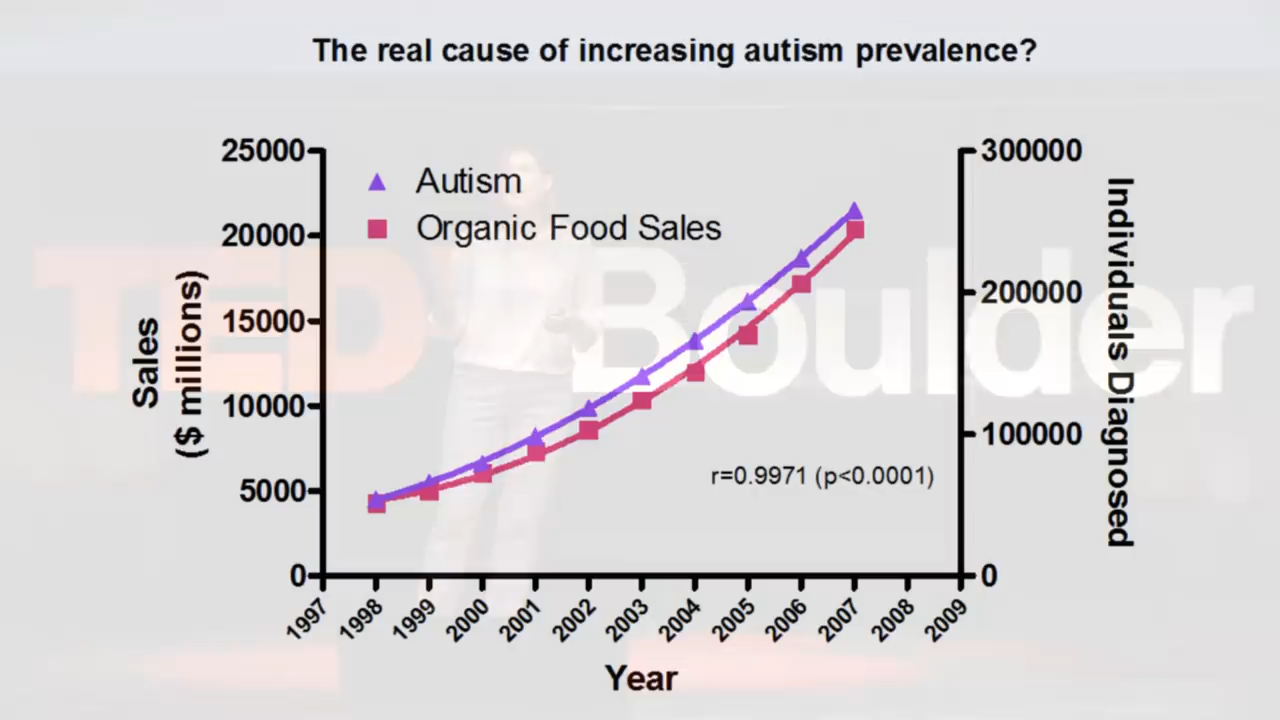 The real cause of increasing autism prevalence?
25000
20000
15000
10000
5000
0
Sales
($ millions)
Autism
Organic Food Sales
r=0.9971 (p<0.0001)
300000
200000
100000
0
Individuals Diagnosed
1997
1998
1999
2000
2001
2002
2003
2004
2005
2006
2007
2008
2009
Year
TEDx Boulder